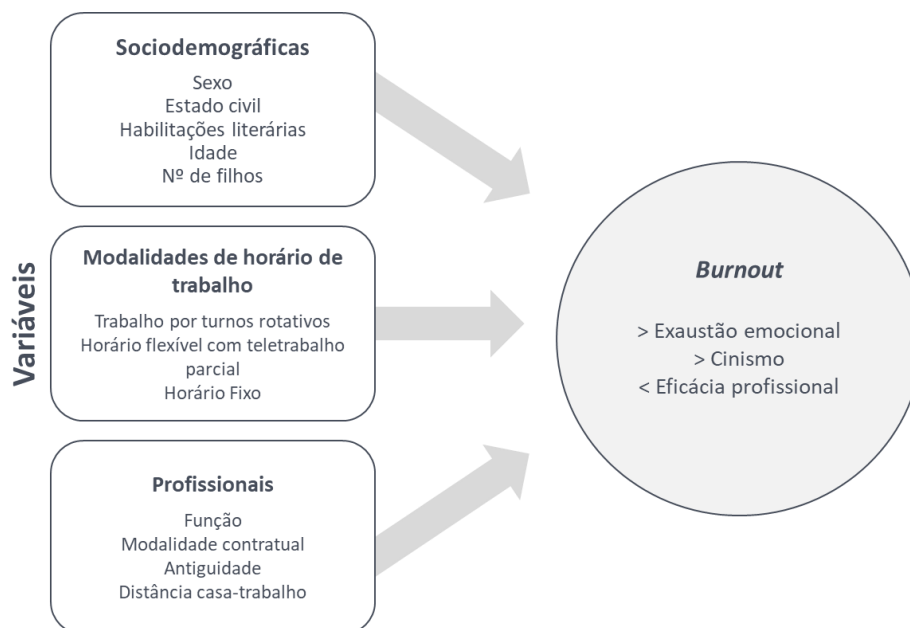 Variáveis
Sociodemográficas
Sexo
Estado civil
Habilitações literárias
Idade
Nº de filhos
Modalidades de horário de
trabalho
Trabalho por turnos rotativos
Horário flexível com teletrabalho
parcial
Horário Fixo
Profissionais
Função
Modalidade contratual
Antiguidade
Distância casa-trabalho
Burnout
> Exaustão emocional
> Cinismo
< Eficácia profissional